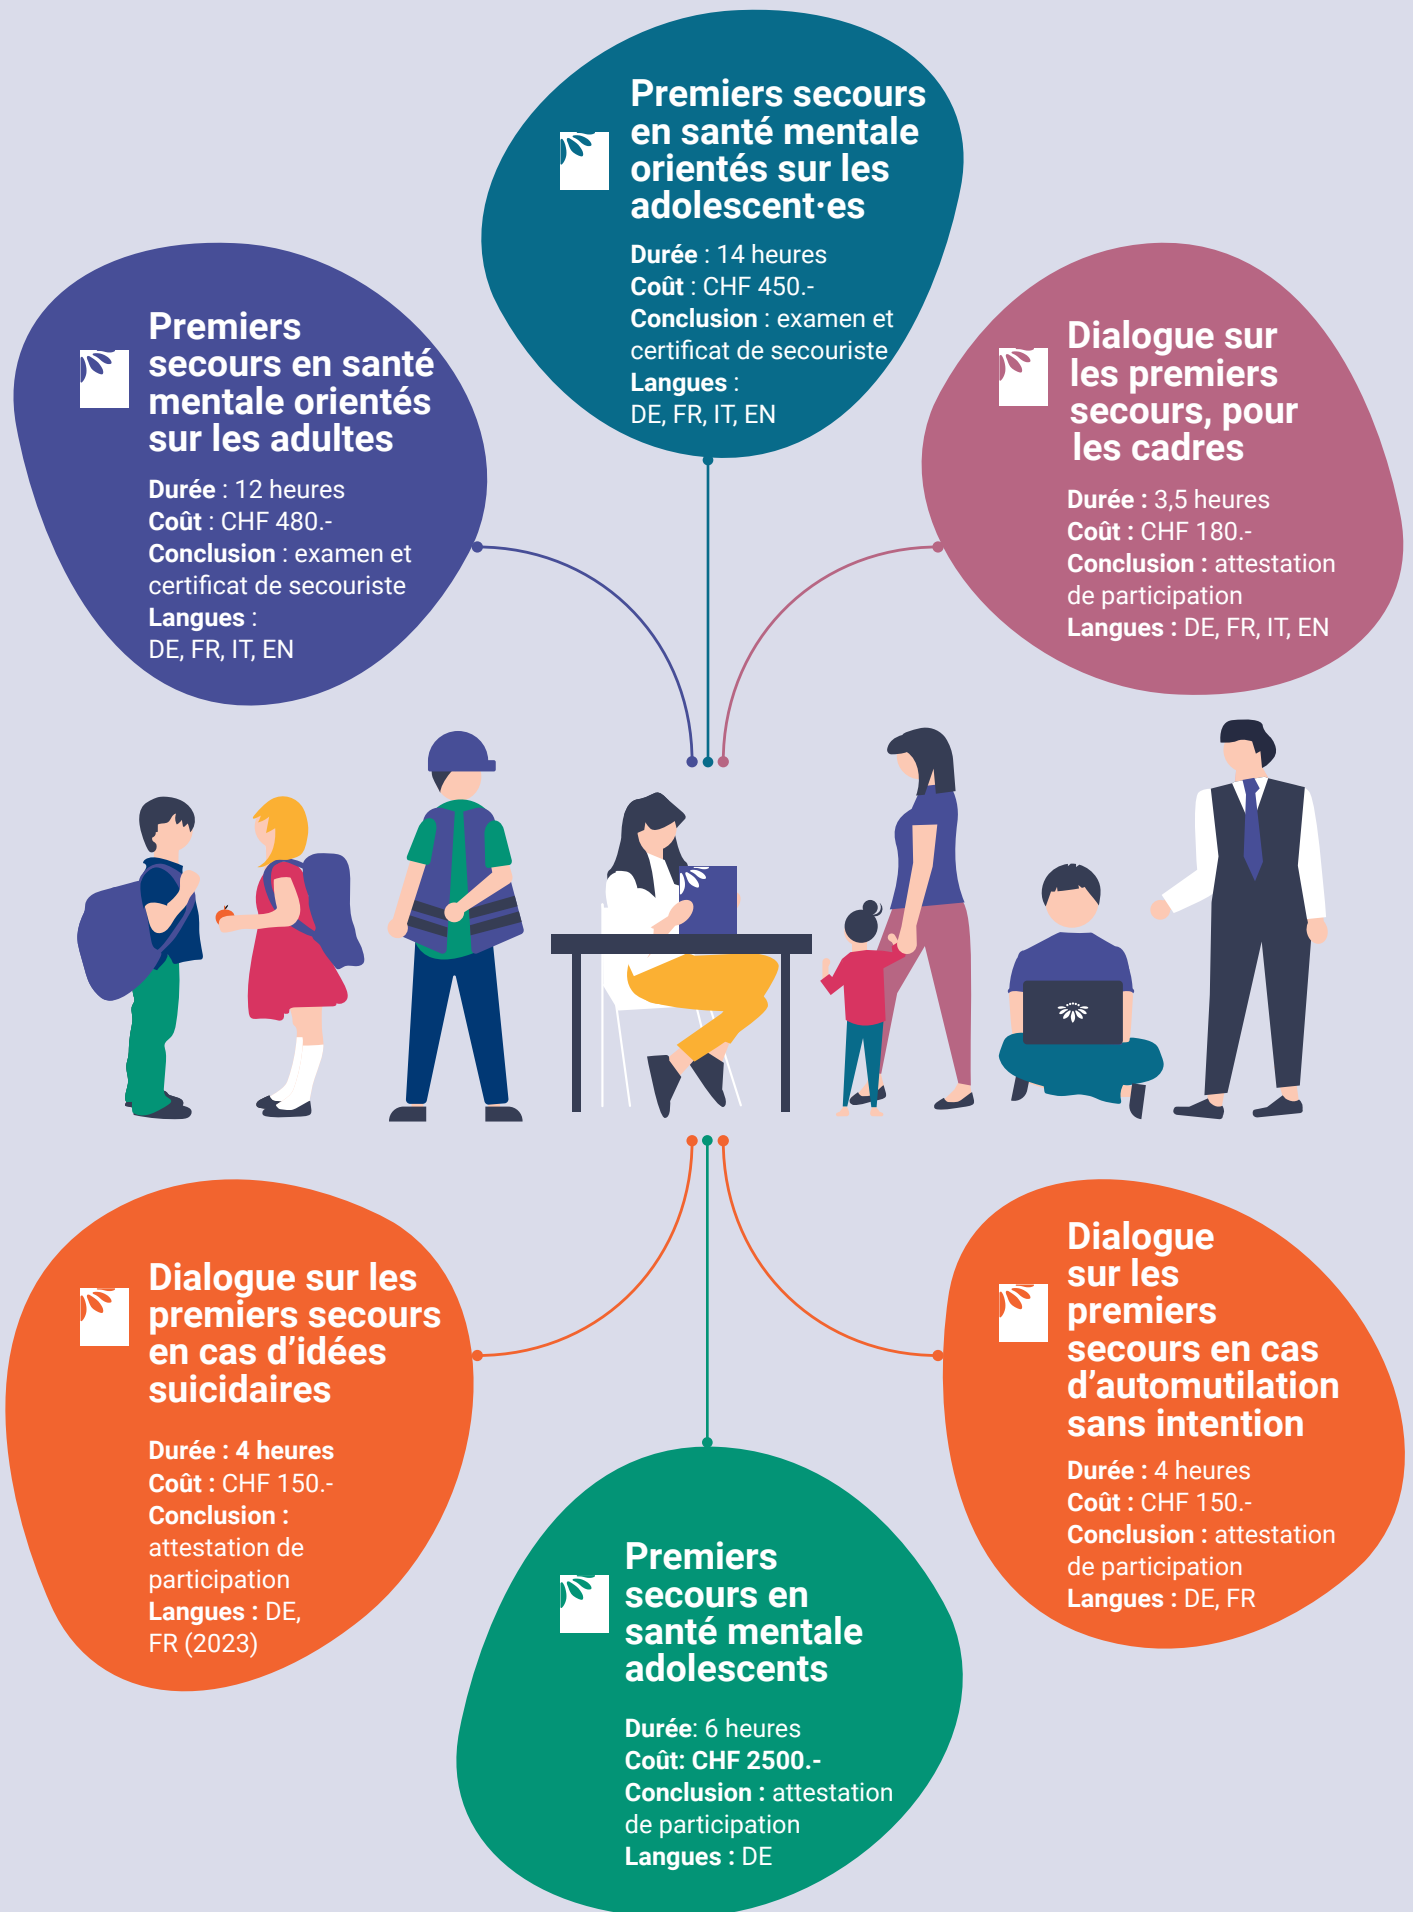 Premiers secours
en santé mentale
orientés sur les
adolescent·es
Durée : 14 heures
Coût : CHF 450.-
Conclusion : examen et
certificat de secouriste
Langues :
DE, FR, IT, EN
Premiers
secours en santé
mentale orientés
sur les adultes
Durée : 12 heures
Coût : CHF 480.-
Conclusion : examen et
certificat de secouriste
Langues :
DE, FR, IT, EN
Dialogue sur
les premiers
secours, pour
les cadres
Durée : 3,5 heures
Coût : CHF 180.-
Conclusion : attestation
de participation
Langues : DE, FR, IT, EN
Dialogue sur les
premiers secours
en cas d’idées
suicidaires
Durée : 4 heures
Coût : CHF 150.-
Conclusion :
attestation de
participation
Langues : DE,
FR (2023)
Dialogue
sur les
premiers
secours en cas
d’automutilation
sans intention
Durée : 4 heures
Coût : CHF 150.-
Conclusion : attestation
de participation
Langues : DE, FR
Premiers
secours en
santé mentale
adolescents
Durée: 6 heures
Coût: CHF 2500.-
Conclusion : attestation
de participation
Langues : DE